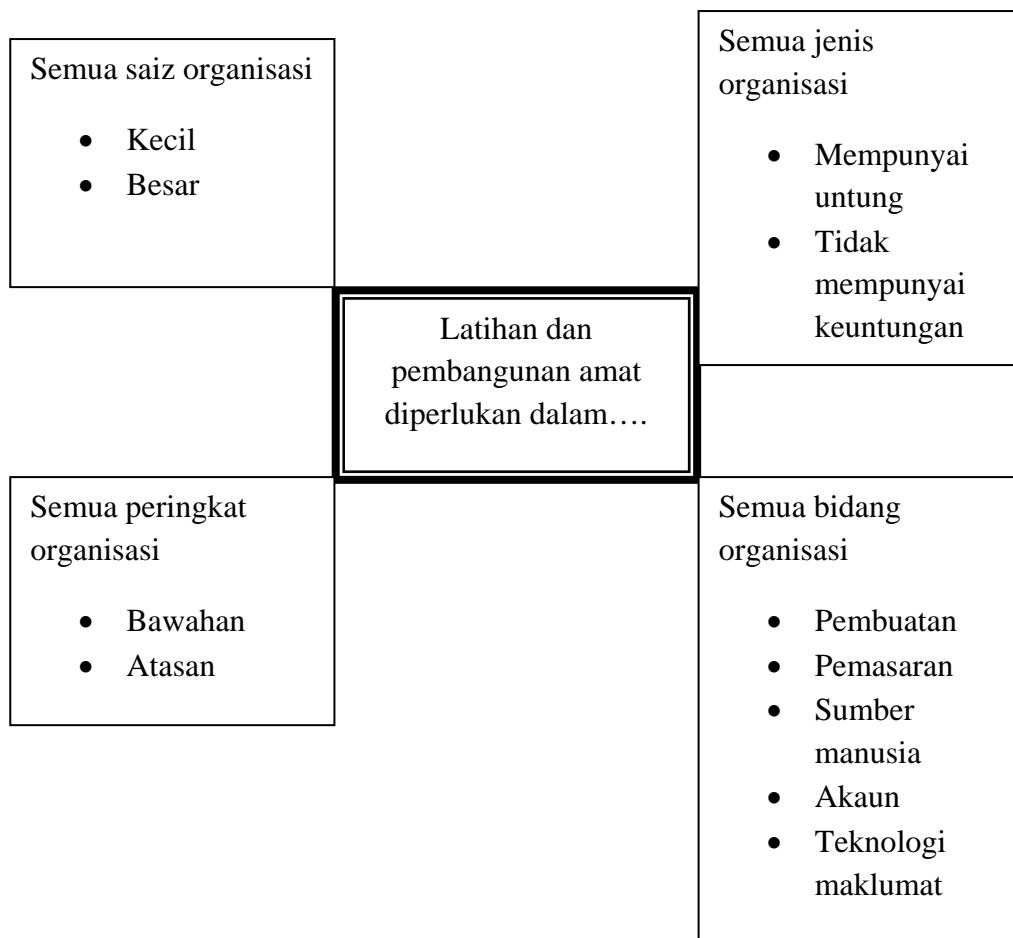 Semua saiz organisasi
• Kecil
• Besar
Semua jenis
organisasi
• Mempunyai
untung
• Tidak
mempunyai
keuntungan
Latihan dan
pembangunan amat
diperlukan dalam….
Semua peringkat
organisasi
• Bawahan
• Atasan
Semua bidang
organisasi
• Pembuatan
• Pemasaran
• Sumber
manusia
• Akaun
• Teknologi
maklumat